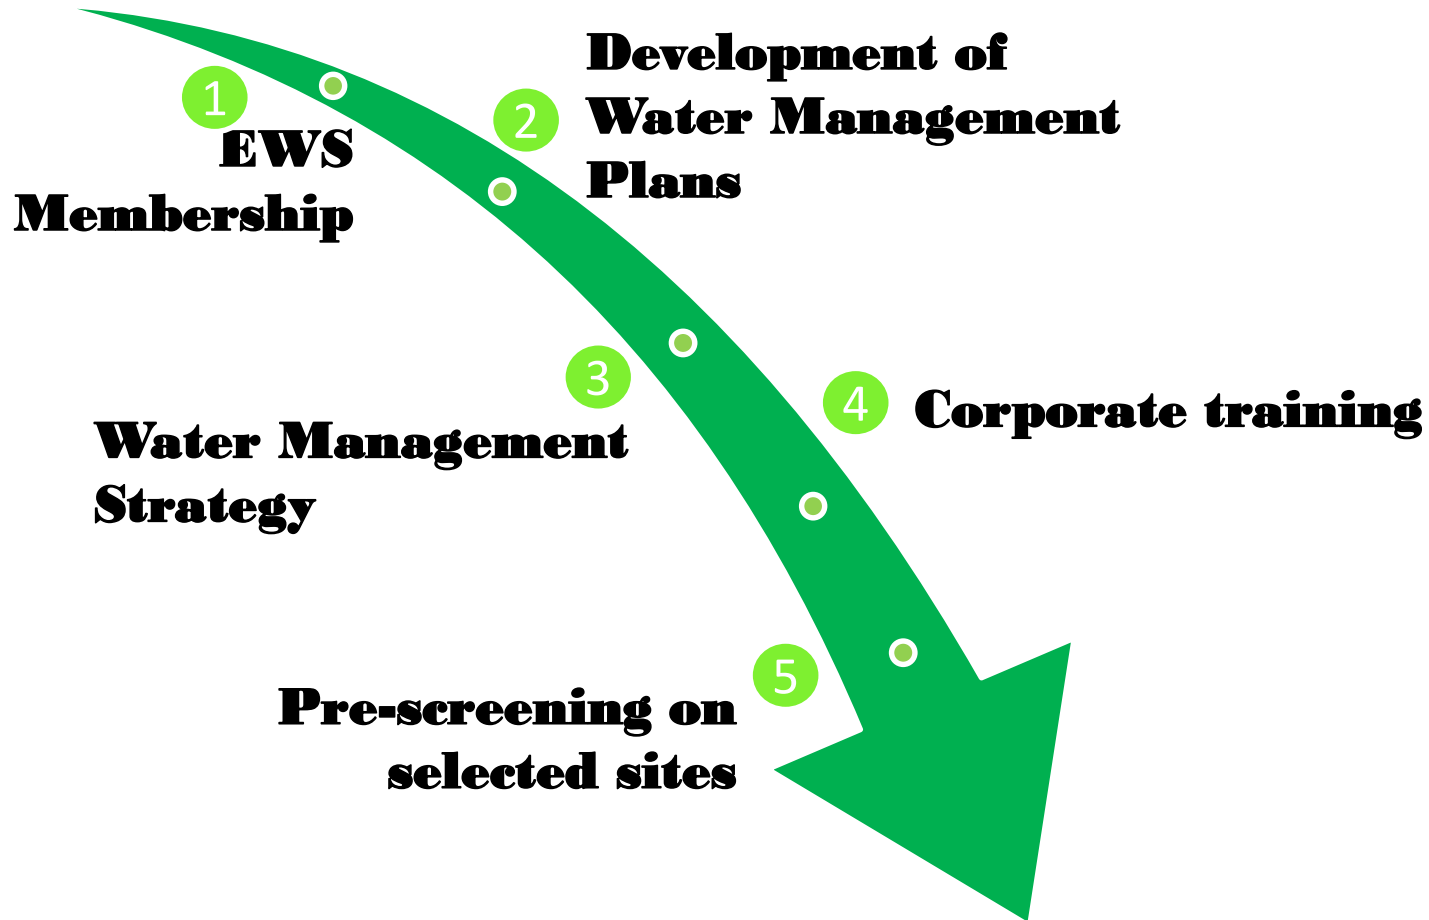 1
EWS
Membership
2
Development of
Water Management
Plans
3
Water Management
Strategy
4
Corporate training
5
Pre-screening on
selected sites